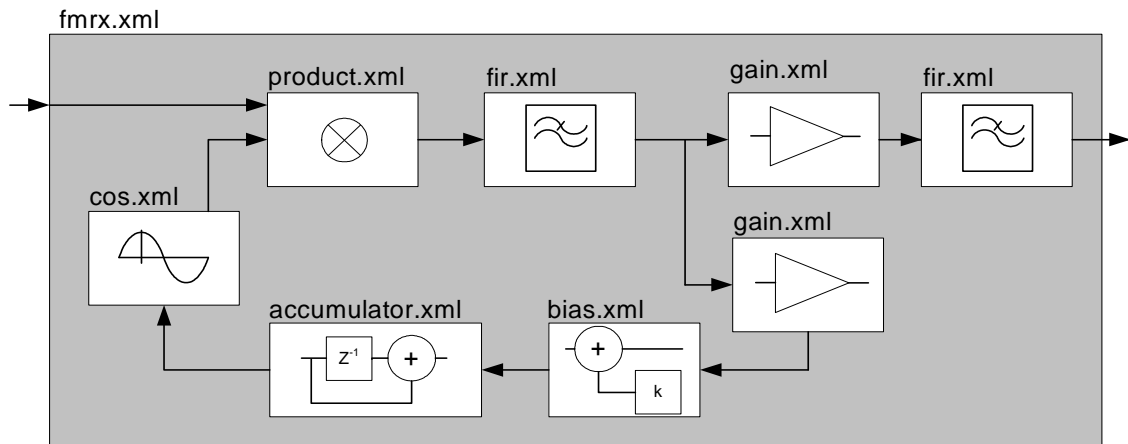 fmrx.xml
product.xml
fir.xml
gain.xml
fir.xml
cos.xml
gain.xml
accumulator.xml
bias.xml
Z-1
+
+
k